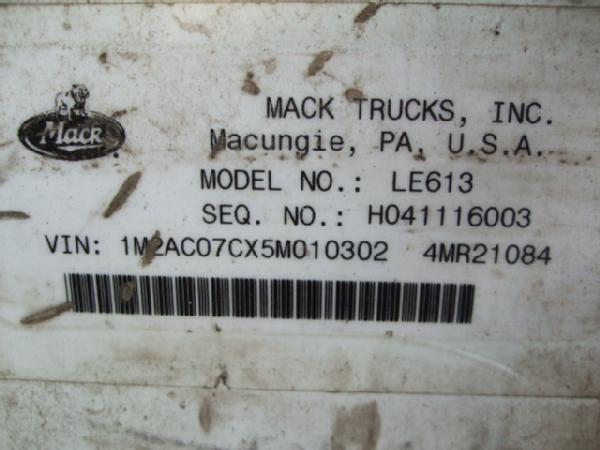 Mack
MACK TRUCKS, INC.
Macungie, PA, U.S.A.
MODEL NO.: LE613
SEQ. NO.: H041116003
VIN: 1M2AC07CX5M010302 4MR21084